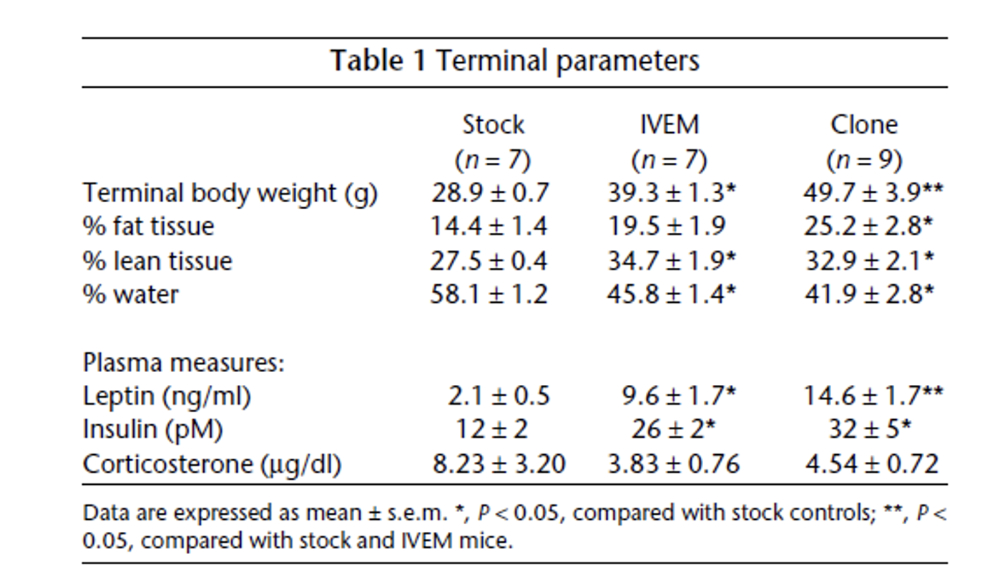 Table 1 Terminal parameters
Stock IVEM Clone
(n = 7) (n = 7) (n = 9)
Terminal body weight (g) 28.9 ± 0.7 39.3 ± 1.3* 49.7 ± 3.9**
% fat tissue 14.4 ± 1.4 19.5 ± 1.9 25.2 ± 2.8*
% lean tissue 27.5 ± 0.4 34.7 ± 1.9* 32.9 ± 2.1*
% water 58.1 ± 1.2 45.8 ± 1.4* 41.9 ± 2.8*
Plasma measures:
Leptin (ng/ml) 2.1 ± 0.5 9.6 ± 1.7* 14.6 ± 1.7**
Insulin (pM) 12 ± 2 26 ± 2* 32 ± 5*
Corticosterone (µg/dl) 8.23 ± 3.20 3.83 ± 0.76 4.54 ± 0.72
Data are expressed as mean ± s.e.m. *, P < 0.05, compared with stock controls; **, P <
0.05, compared with stock and IVEM mice.